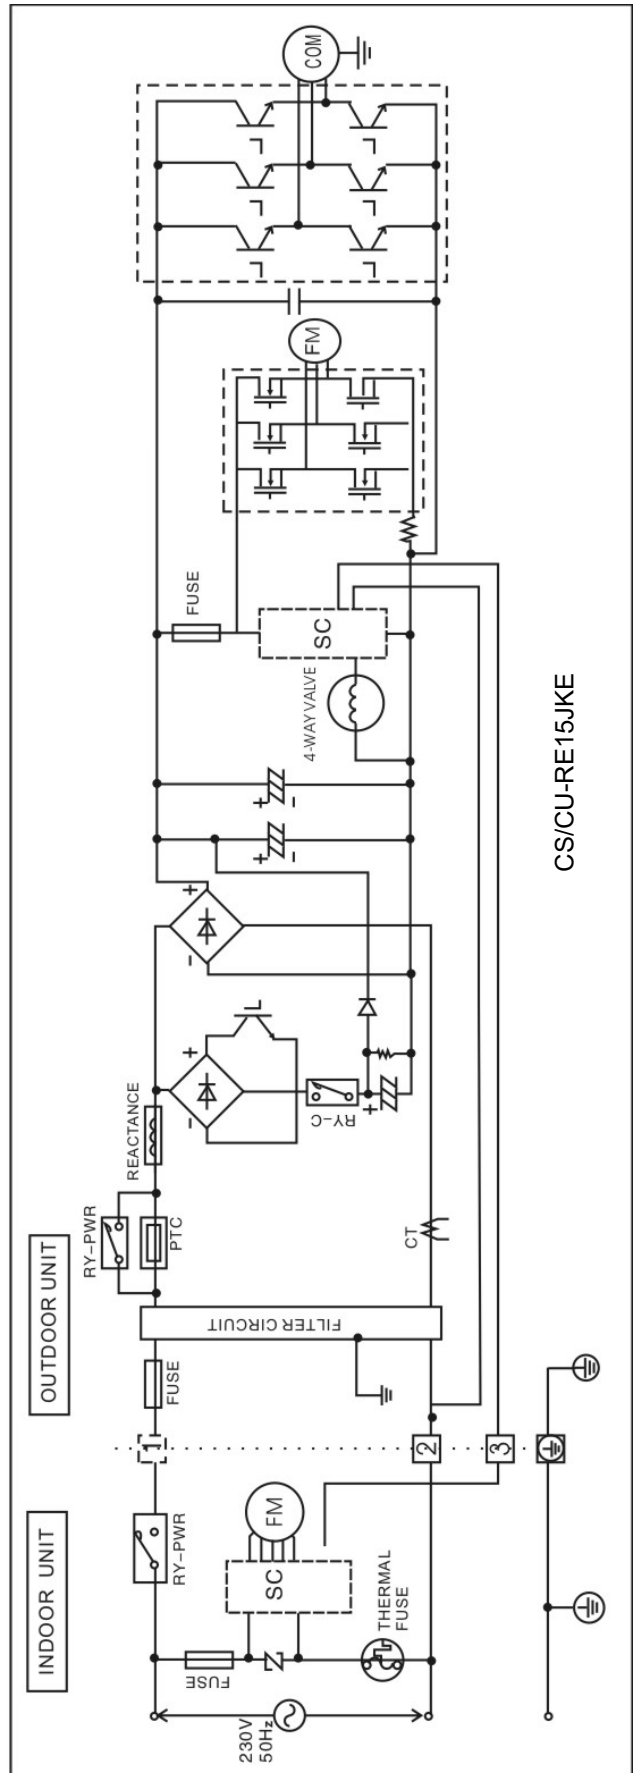 INDOOR UNIT
OUTDOOR UNIT
230V
50Hz
FUSE
THERMAL
FUSE
SC
FM
RY-PWR
1
2
3
FUSE
FILTER CIRCUIT
RY-PWR
PTC
CT
REACTANCE
-
+
RY-C
+
-
+
+
-
+
-
4-WAY VALVE
SC
FUSE
FM
COM
CS/CU-RE15JKE